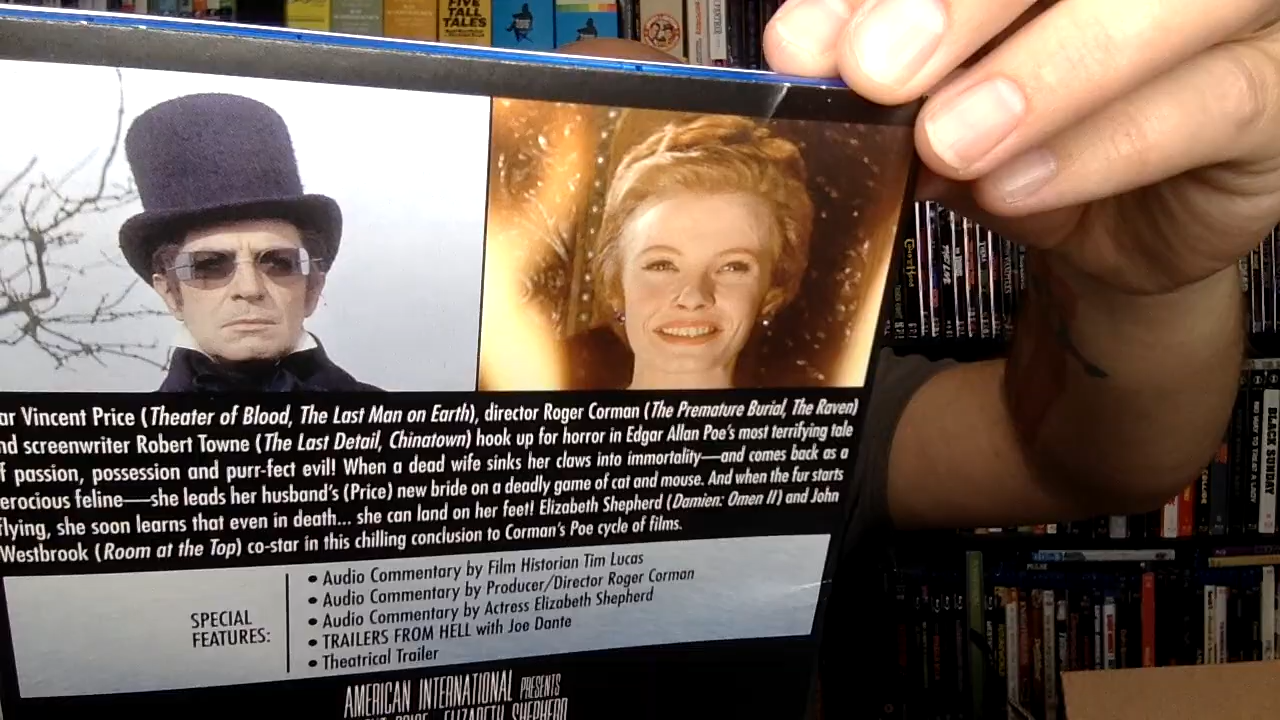 FIVE
TALL
TALES
ar Vincent Price (Theater of Blood, The Last Man on Earth), director Roger Corman (The Premature Burial, The Raven)
nd screenwriter Robert Towne (The Last Detail, Chinatown) hook up for horror in Edgar Allan Poe's most terrifying tale
f passion, possession and purr-fect evil! When a dead wife sinks her claws into immortality—and comes back as a
erocious feline—she leads her husband's (Price) new bride on a deadly game of cat and mouse. And when the fur starts
flying, she soon learns that even in death... she can land on her feet! Elizabeth Shepherd (Damien: Omen II) and John
Westbrook (Room at the Top) co-star in this chilling conclusion to Corman's Poe cycle of films.
SPECIAL
FEATURES:
• Audio Commentary by Film Historian Tim Lucas
• Audio Commentary by Producer/Director Roger Corman
• Audio Commentary by Actress Elizabeth Shepherd
• TRAILERS FROM HELL with Joe Dante
• Theatrical Trailer
AMERICAN INTERNATIONAL PRESENTS
PRICE ELIZABETH SHEPHERD
BLACK SUNDAY
NO WAY TO TREAT A LADY